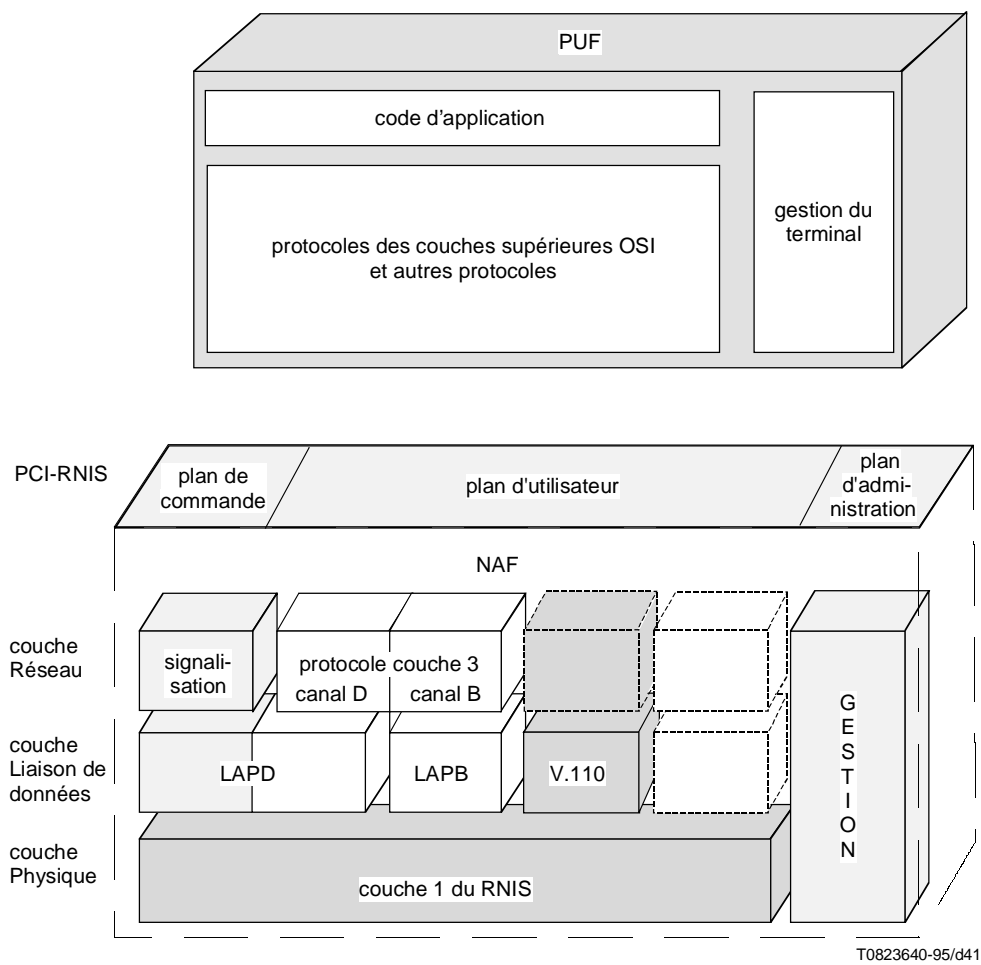 PUF
code d'application
protocoles des couches supérieures OSI
et autres protocoles
gestion du
terminal
PCI-RNIS
plan de
commande
plan d'utilisateur
plan
d'admi-
nistration
NAF
couche
Réseau
signali-
sation
protocole couche 3
canal D canal B
couche
Liaison de
données
LAPD
LAPB
V.110
GESTION
couche
Physique
couche 1 du RNIS
T0823640-95/d41